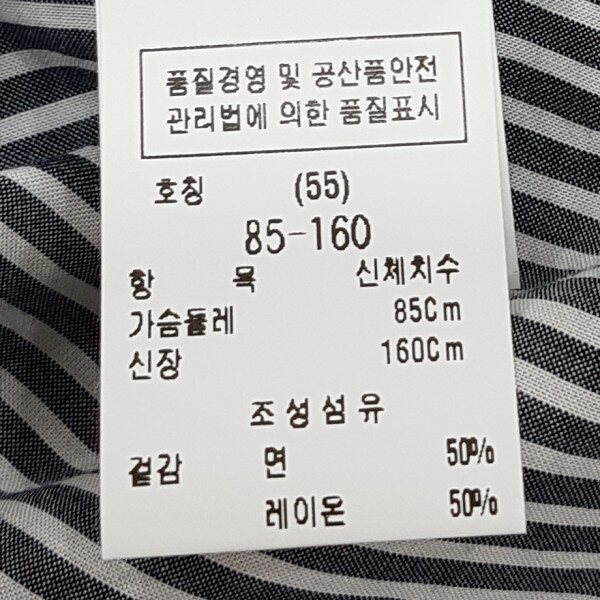 품질경영 및 공산품안전
관리법에 의한 품질표시
호칭 (55)
85-160
항 목 신체치수
가슴둘레 85Cm
신장 160Cm
조성섬유
겉감 면 50%
레이온 50%